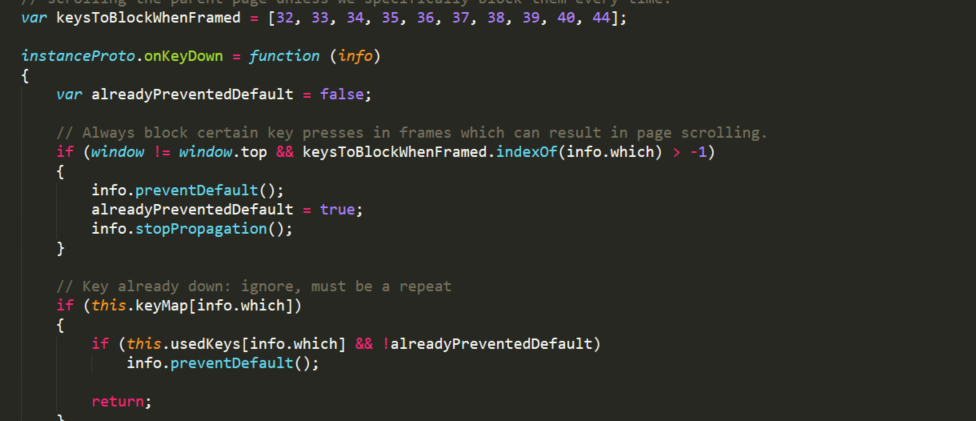 // scrolling the parent page unless we specifically block them every time.
var keysToBlockWhenFramed = [32, 33, 34, 35, 36, 37, 38, 39, 40, 44];
instanceProto.onKeyDown = function (info)
{
var alreadyPreventedDefault = false;
// Always block certain key presses in frames which can result in page scrolling.
if (window != window.top && keysToBlockWhenFramed.indexOf(info.which) > -1)
{
info.preventDefault();
alreadyPreventedDefault = true;
info.stopPropagation();
}
// Key already down: ignore, must be a repeat
if (this.keyMap[info.which])
{
if (this.usedKeys[info.which] && !alreadyPreventedDefault)
info.preventDefault();
return;
}